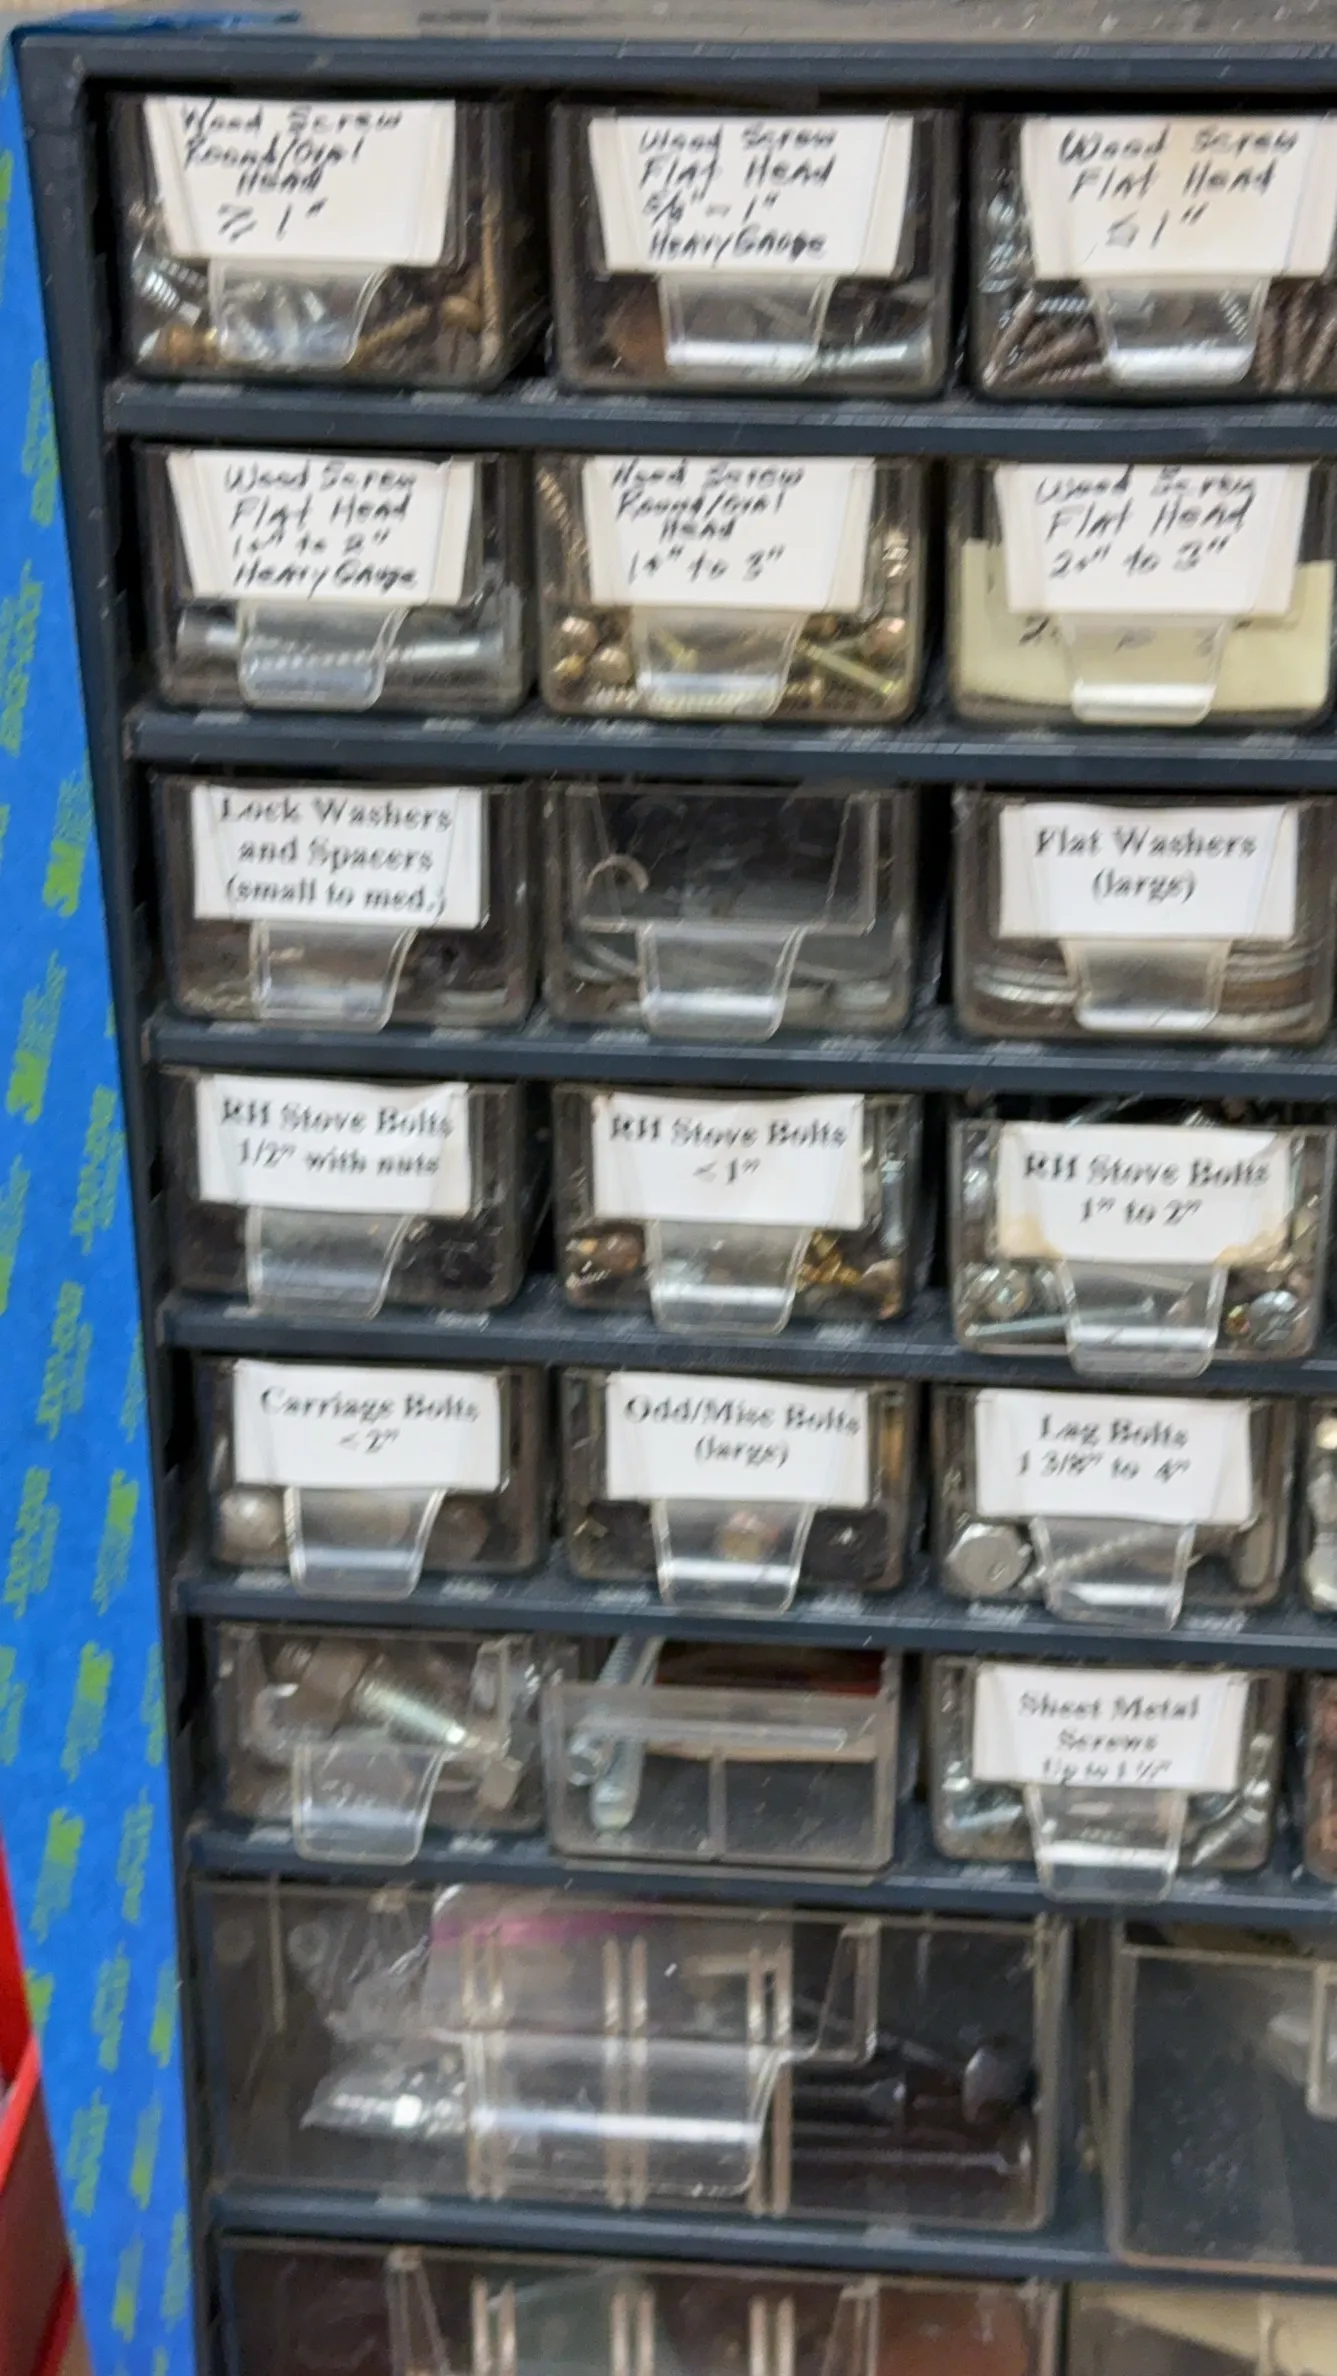 Wood Screw
Round/Oval
Head
≥ 1"
Wood Screw
Flat Head
5/8" - 1"
Heavy Gauge
Wood Screw
Flat Head
≤ 1"
Wood Screw
Flat Head
1+" to 2"
Heavy Gauge
Wood Screw
Round/Oval
Head
1+" to 3"
Wood Screw
Flat Head
2+" to 3"
Lock Washers
and Spacers
(small to med.)
Flat Washers
(large)
RH Stove Bolts
1/2" with nuts
RH Stove Bolts
< 1"
RH Stove Bolts
1" to 2"
Carriage Bolts
< 2"
Odd/Misc Bolts
(large)
Lag Bolts
1 3/8" to 4"
Sheet Metal
Screws
Up to 1 ½"